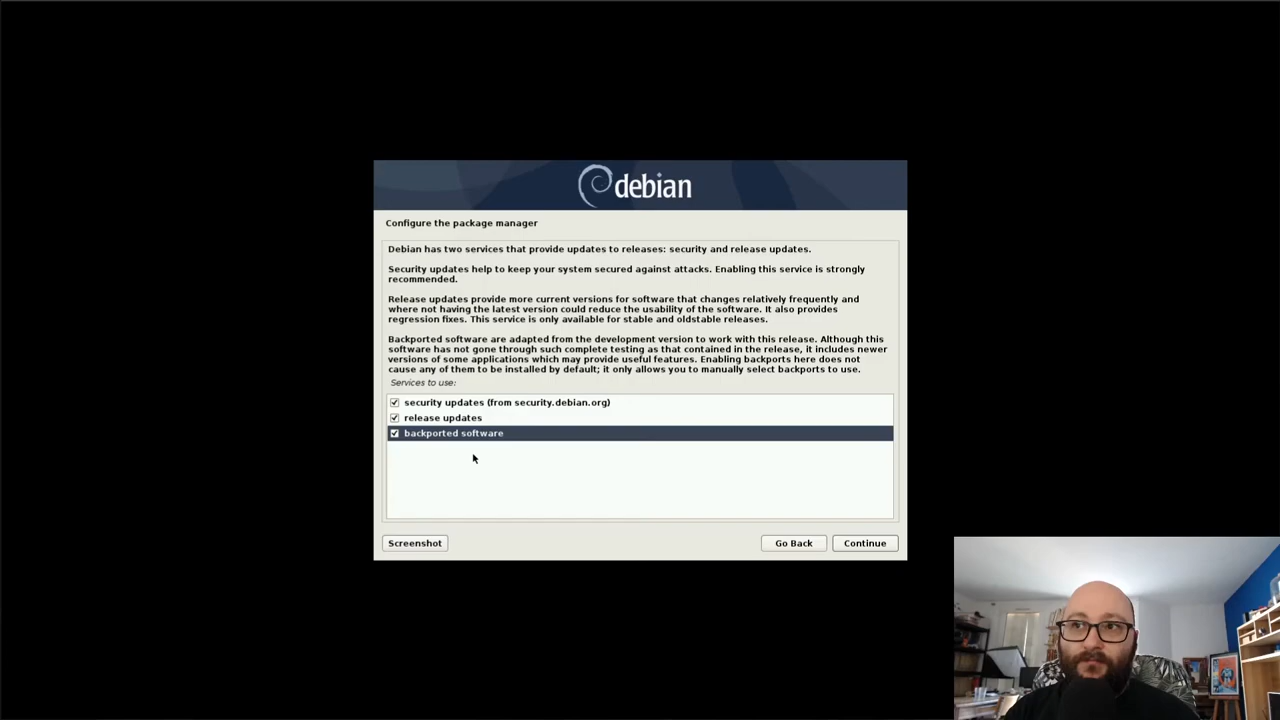 debian
Configure the package manager
Debian has two services that provide updates to releases: security and release updates.
Security updates help to keep your system secured against attacks. Enabling this service is strongly
recommended.
Release updates provide more current versions for software that changes relatively frequently and
where not having the latest version could reduce the usability of the software. It also provides
regression fixes. This service is only available for stable and oldstable releases.
Backported software are adapted from the development version to work with this release. Although this
software has not gone through such complete testing as that contained in the release, it includes newer
versions of some applications which may provide useful features. Enabling backports here does not
cause any of them to be installed by default; it only allows you to manually select backports to use.
Services to use:
security updates (from security.debian.org)
release updates
backported software
Screenshot
Go Back
Continue